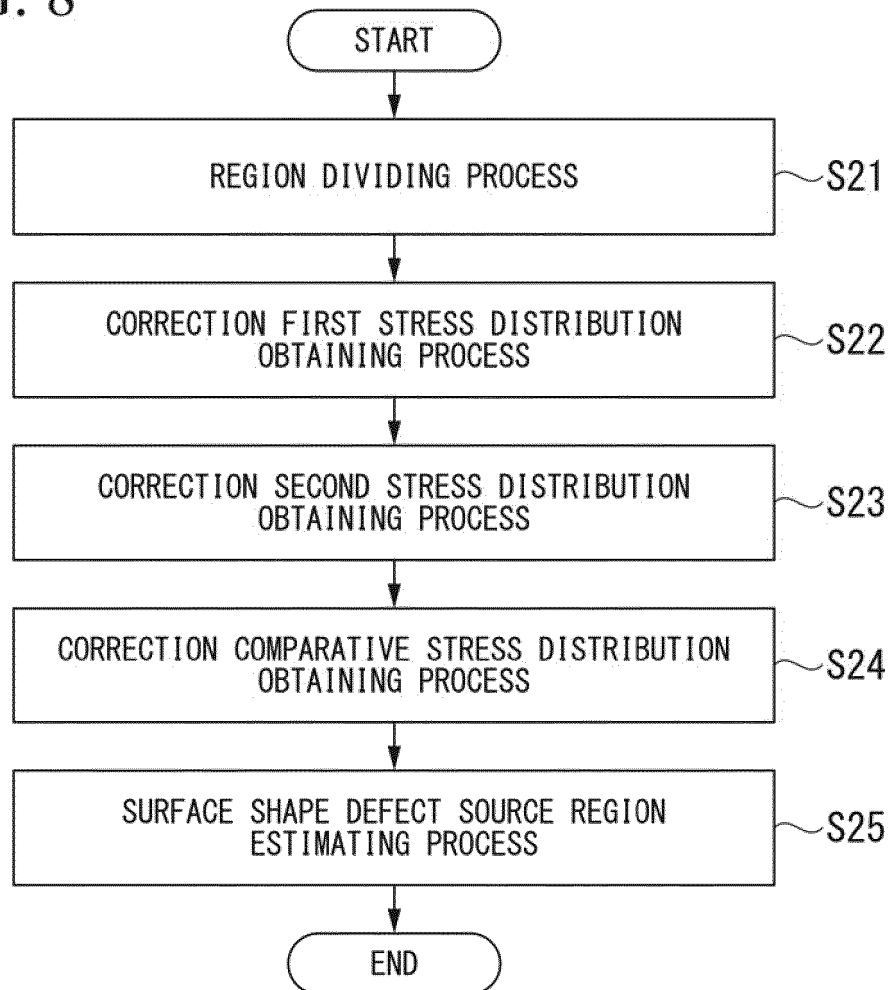 . 8
START
REGION DIVIDING PROCESS
S21
CORRECTION FIRST STRESS DISTRIBUTION
OBTAINING PROCESS
S22
CORRECTION SECOND STRESS DISTRIBUTION
OBTAINING PROCESS
S23
CORRECTION COMPARATIVE STRESS DISTRIBUTION
OBTAINING PROCESS
S24
SURFACE SHAPE DEFECT SOURCE REGION
ESTIMATING PROCESS
S25
END